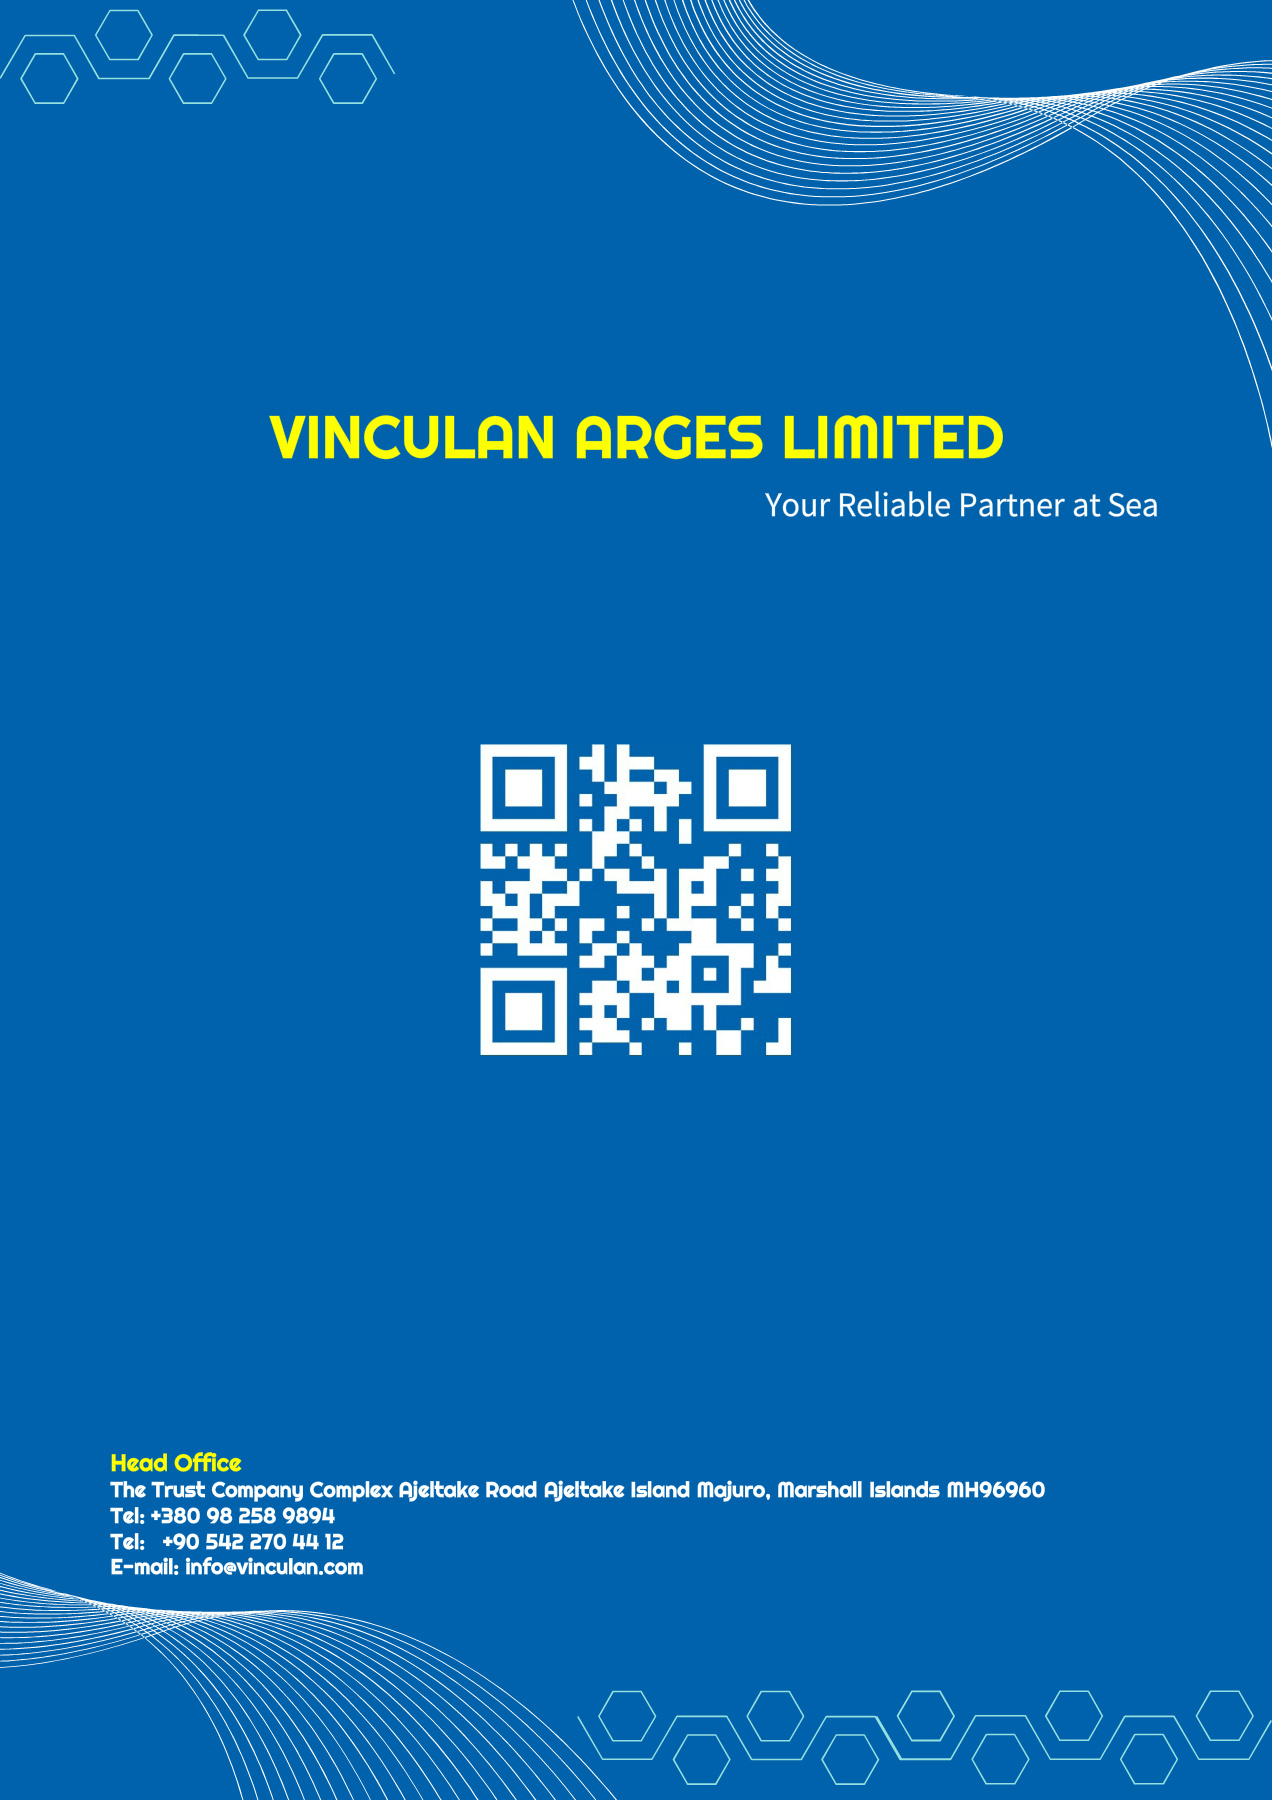 VINCULAN ARGES LIMITED
Your Reliable Partner at Sea
Head Office
The Trust Company Complex Ajeltake Road Ajeltake Island Majuro, Marshall Islands MH96960
Tel: +380 98 258 9894
Tel: +90 542 270 44 12
E-mail: info@vinculan.com